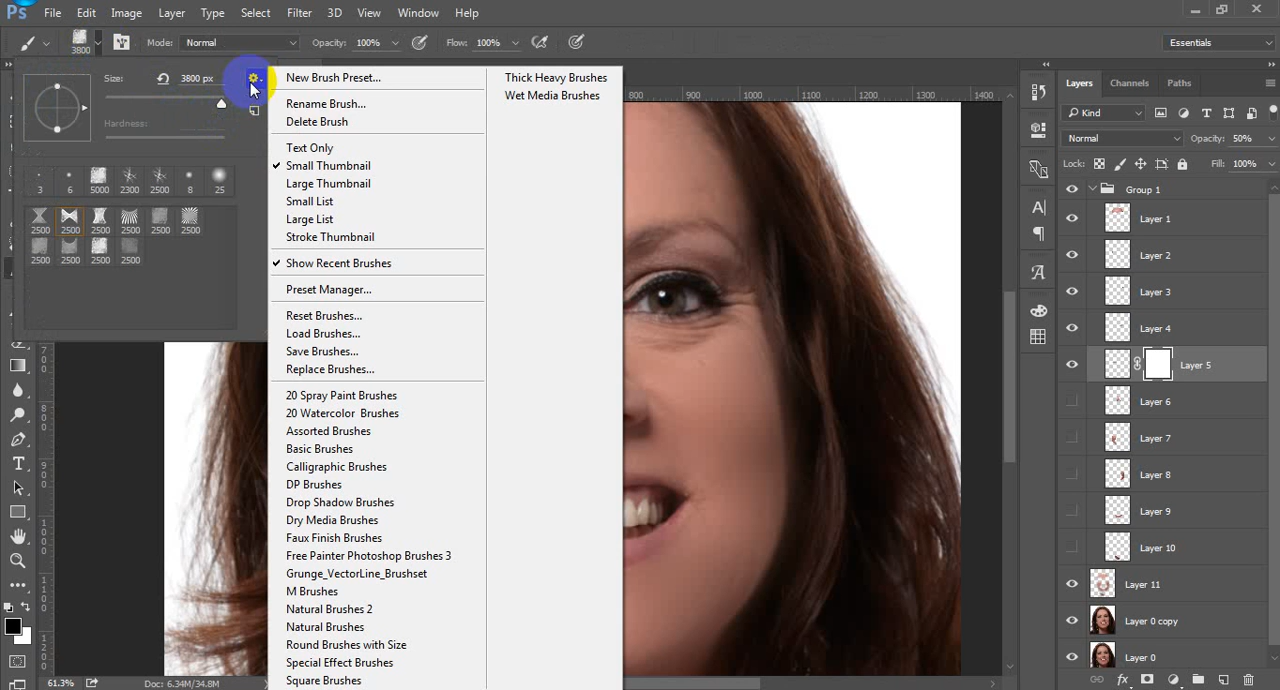 Ps File Edit Image Layer Type Select Filter 3D View Window Help
3800 Mode: Normal Opacity: 100% Flow: 100% Essentials
Size: 3800 px
Hardness:
3 6 5000 2300 2500 8 25
2500 2500 2500 2500 2500 2500
2500 2500 2500 2500
New Brush Preset...
Rename Brush...
Delete Brush
Text Only
Small Thumbnail
Large Thumbnail
Small List
Large List
Stroke Thumbnail
Show Recent Brushes
Preset Manager...
Reset Brushes...
Load Brushes...
Save Brushes...
Replace Brushes...
20 Spray Paint Brushes
20 Watercolor Brushes
Assorted Brushes
Basic Brushes
Calligraphic Brushes
DP Brushes
Drop Shadow Brushes
Dry Media Brushes
Faux Finish Brushes
Free Painter Photoshop Brushes 3
Grunge_VectorLine_Brushset
M Brushes
Natural Brushes 2
Natural Brushes
Round Brushes with Size
Special Effect Brushes
Square Brushes
Thick Heavy Brushes
Wet Media Brushes
800 900 1000 1100 1200 1300 1400
700
800
900
1000
1100
1200
Layers Channels Paths
Kind
Normal Opacity: 50%
Lock: Fill: 100%
Group 1
Layer 1
Layer 2
Layer 3
Layer 4
Layer 5
Layer 6
Layer 7
Layer 8
Layer 9
Layer 10
Layer 11
Layer 0 copy
Layer 0
61.3% Doc: 6.34M/34.8M